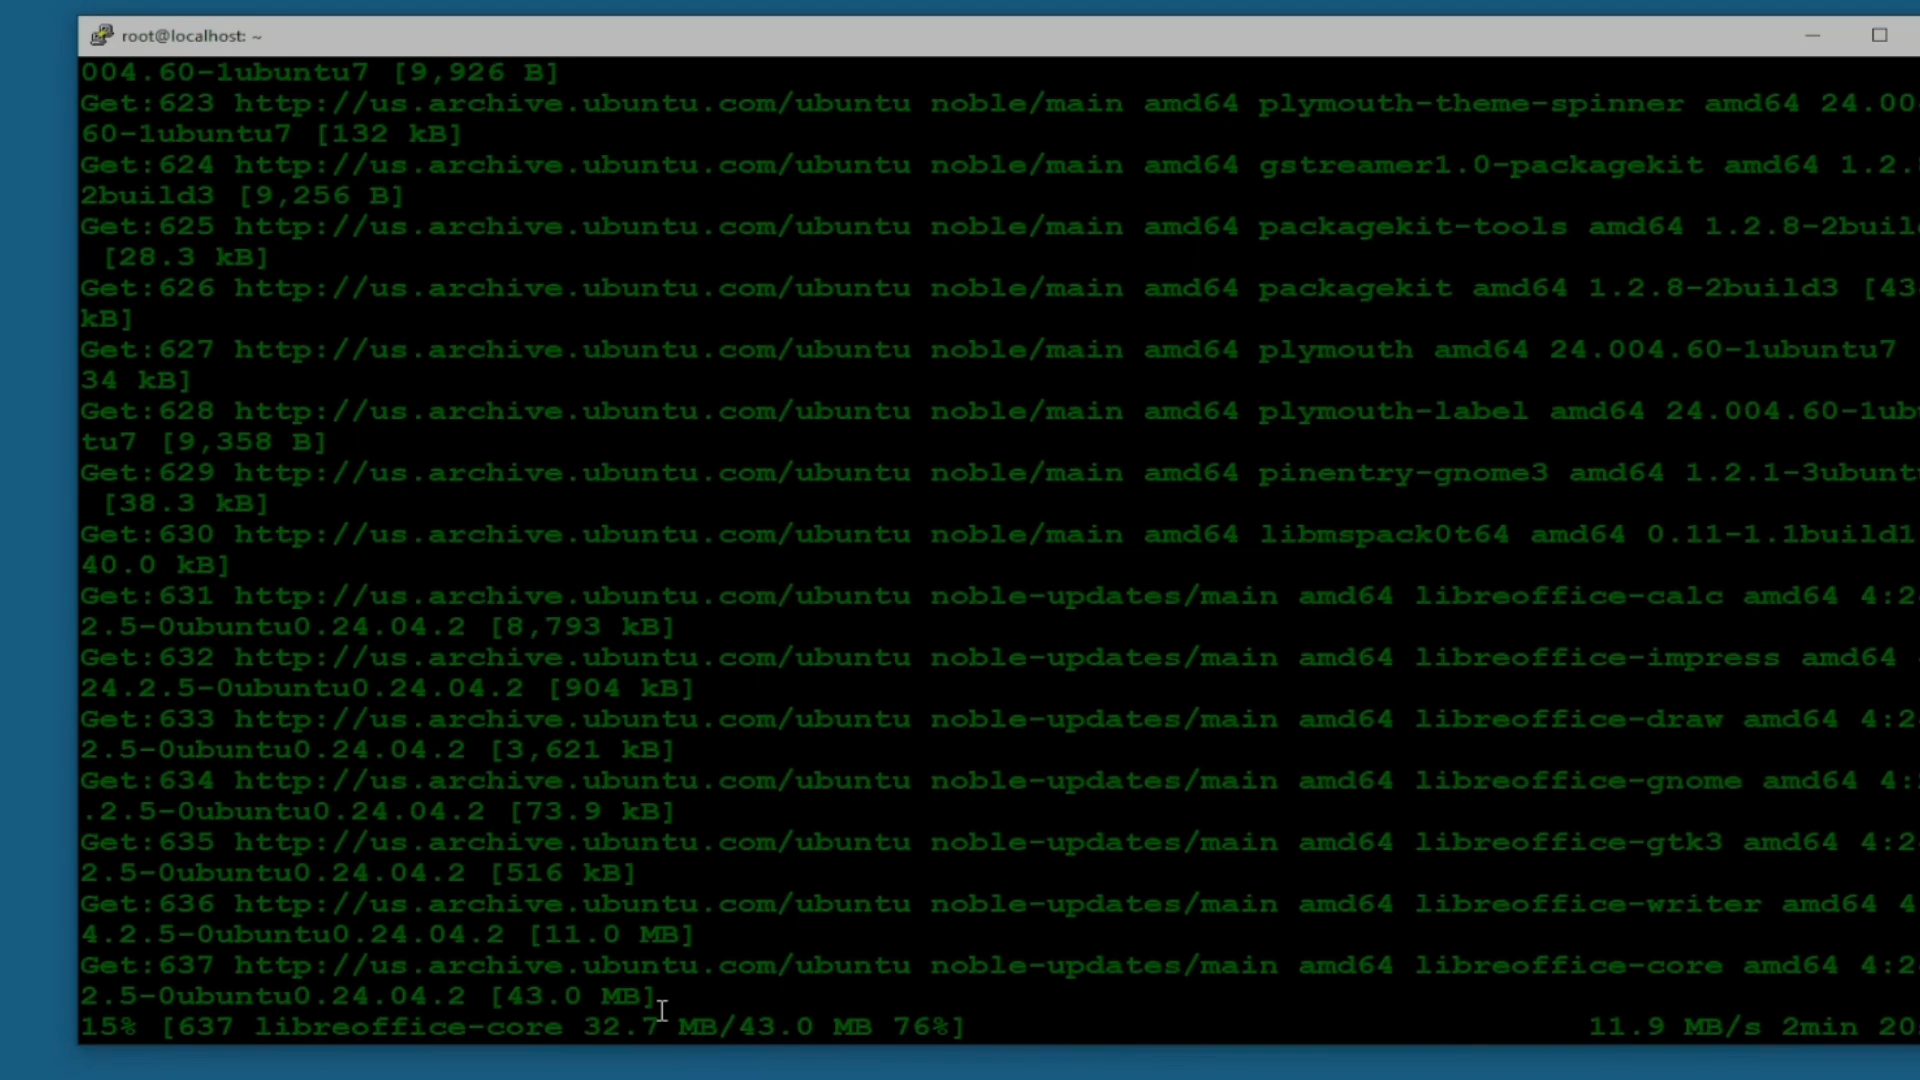 root@localhost: ~
004.60-1ubuntu7 [9,926 B]
Get:623 http://us.archive.ubuntu.com/ubuntu noble/main amd64 plymouth-theme-spinner amd64 24.00
60-1ubuntu7 [132 kB]
Get:624 http://us.archive.ubuntu.com/ubuntu noble/main amd64 gstreamer1.0-packagekit amd64 1.2.
2build3 [9,256 B]
Get:625 http://us.archive.ubuntu.com/ubuntu noble/main amd64 packagekit-tools amd64 1.2.8-2buil
[28.3 kB]
Get:626 http://us.archive.ubuntu.com/ubuntu noble/main amd64 packagekit amd64 1.2.8-2build3 [43
kB]
Get:627 http://us.archive.ubuntu.com/ubuntu noble/main amd64 plymouth amd64 24.004.60-1ubuntu7
34 kB]
Get:628 http://us.archive.ubuntu.com/ubuntu noble/main amd64 plymouth-label amd64 24.004.60-1ub
tu7 [9,358 B]
Get:629 http://us.archive.ubuntu.com/ubuntu noble/main amd64 pinentry-gnome3 amd64 1.2.1-3ubunt
[38.3 kB]
Get:630 http://us.archive.ubuntu.com/ubuntu noble/main amd64 libmspack0t64 amd64 0.11-1.1build1
40.0 kB]
Get:631 http://us.archive.ubuntu.com/ubuntu noble-updates/main amd64 libreoffice-calc amd64 4:2
2.5-0ubuntu0.24.04.2 [8,793 kB]
Get:632 http://us.archive.ubuntu.com/ubuntu noble-updates/main amd64 libreoffice-impress amd64
24.2.5-0ubuntu0.24.04.2 [904 kB]
Get:633 http://us.archive.ubuntu.com/ubuntu noble-updates/main amd64 libreoffice-draw amd64 4:2
2.5-0ubuntu0.24.04.2 [3,621 kB]
Get:634 http://us.archive.ubuntu.com/ubuntu noble-updates/main amd64 libreoffice-gnome amd64 4:
.2.5-0ubuntu0.24.04.2 [73.9 kB]
Get:635 http://us.archive.ubuntu.com/ubuntu noble-updates/main amd64 libreoffice-gtk3 amd64 4:2
2.5-0ubuntu0.24.04.2 [516 kB]
Get:636 http://us.archive.ubuntu.com/ubuntu noble-updates/main amd64 libreoffice-writer amd64 4
4.2.5-0ubuntu0.24.04.2 [11.0 MB]
Get:637 http://us.archive.ubuntu.com/ubuntu noble-updates/main amd64 libreoffice-core amd64 4:2
2.5-0ubuntu0.24.04.2 [43.0 MB]
15% [637 libreoffice-core 32.7 MB/43.0 MB 76%] 11.9 MB/s 2min 20